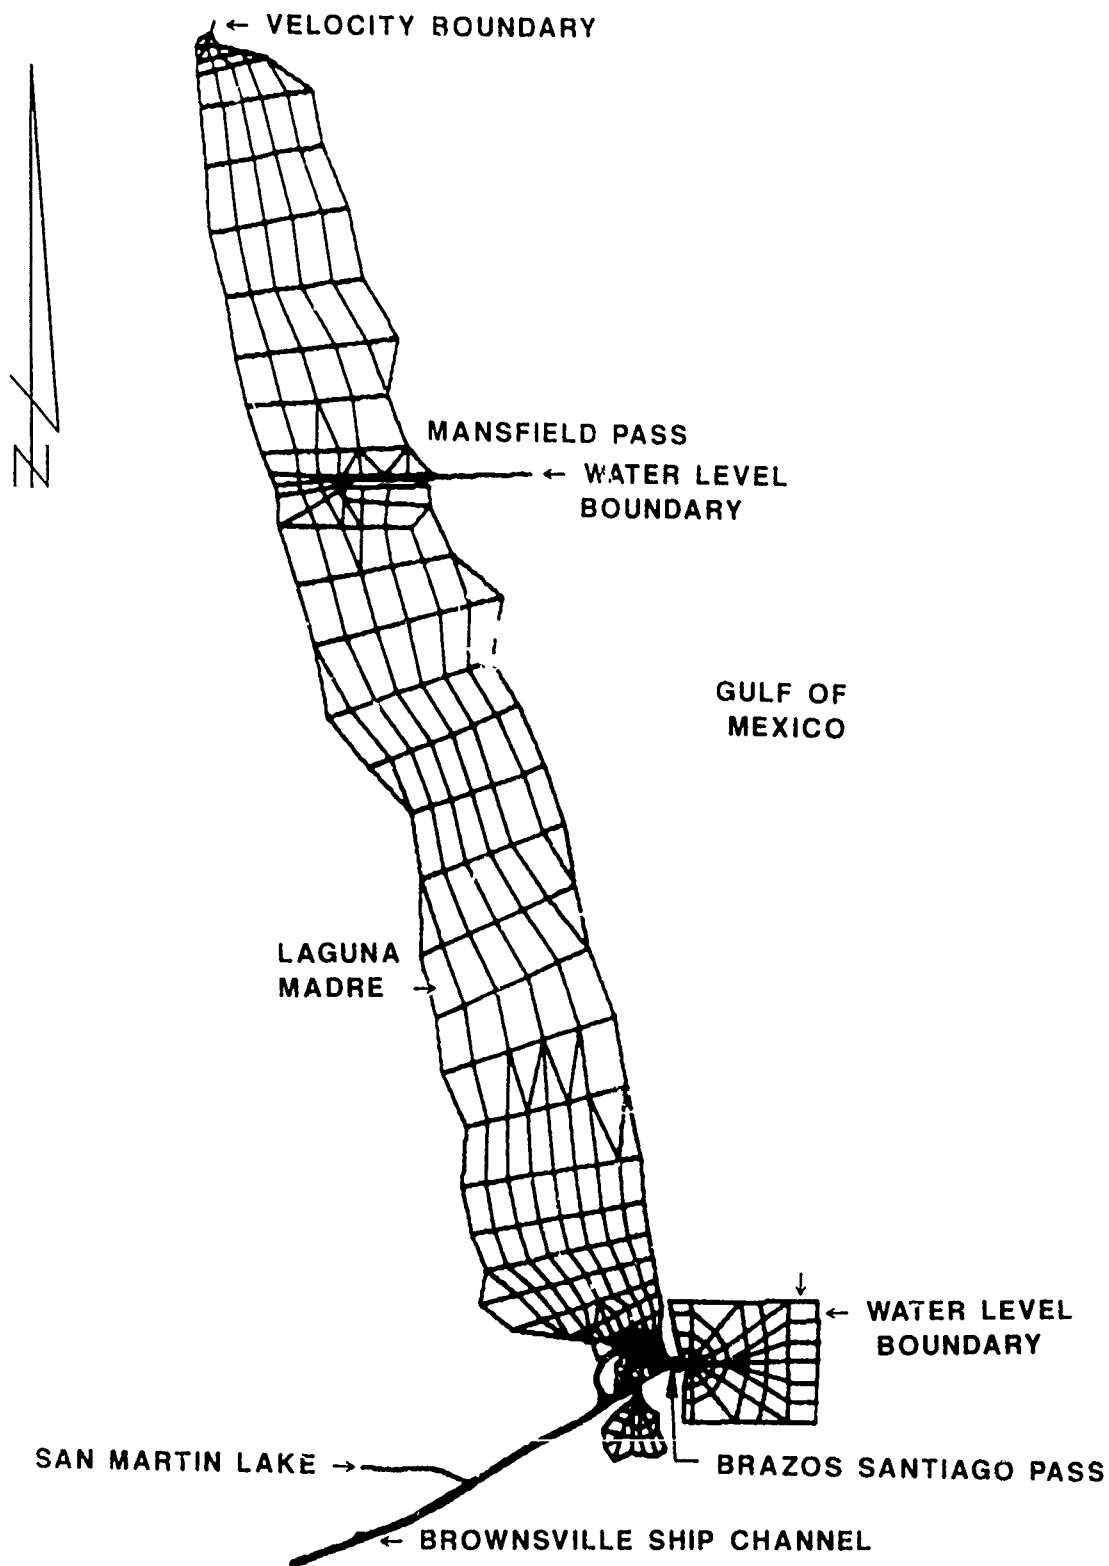 ← VELOCITY BOUNDARY
N
MANSFIELD PASS
← WATER LEVEL
BOUNDARY
GULF OF
MEXICO
LAGUNA
MADRE →
↓
← WATER LEVEL
BOUNDARY
SAN MARTIN LAKE →
BRAZOS SANTIAGO PASS
← BROWNSVILLE SHIP CHANNEL